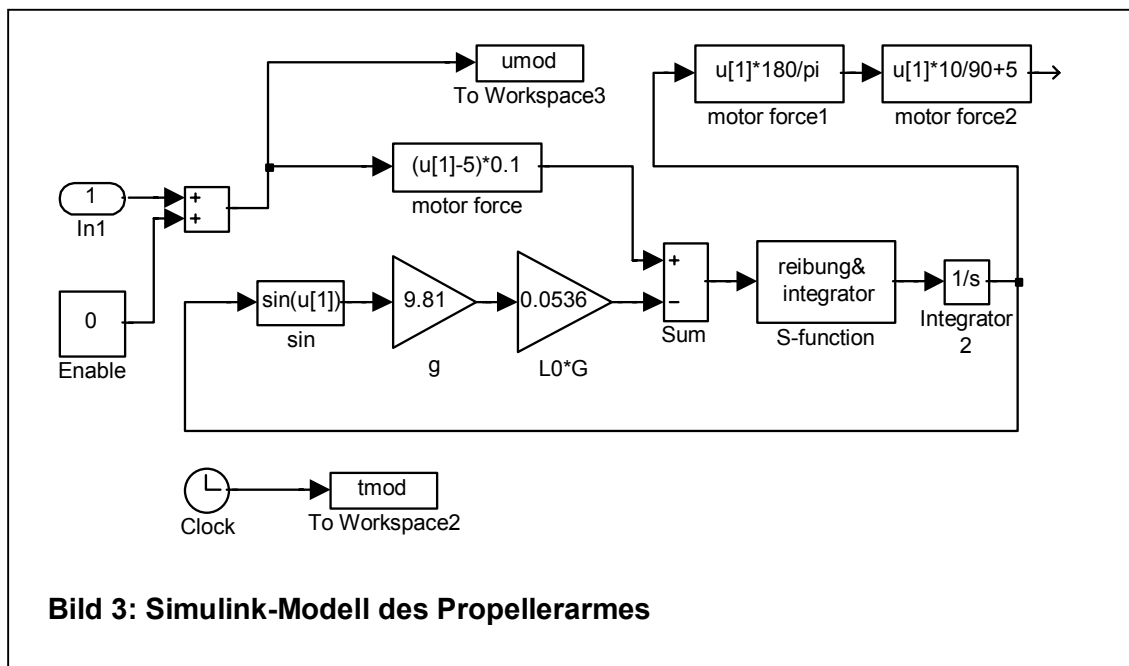 umod
To Workspace3
u[1]*180/pi
motor force1
u[1]*10/90+5
motor force2
1
In1
+
+
(u[1]-5)*0.1
motor force
0
Enable
sin(u[1])
sin
9.81
g
0.0536
L0*G
+
−
Sum
reibung&
integrator
S-function
1/s
Integrator
2
Clock
tmod
To Workspace2
Bild 3: Simulink-Modell des Propellerarmes